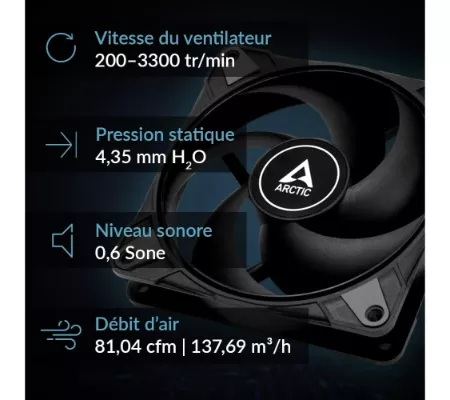 Vitesse du ventilateur
200–3300 tr/min
Pression statique
4,35 mm H₂O
ARCTIC
Niveau sonore
0,6 Sone
Débit d’air
81,04 cfm | 137,69 m³/h